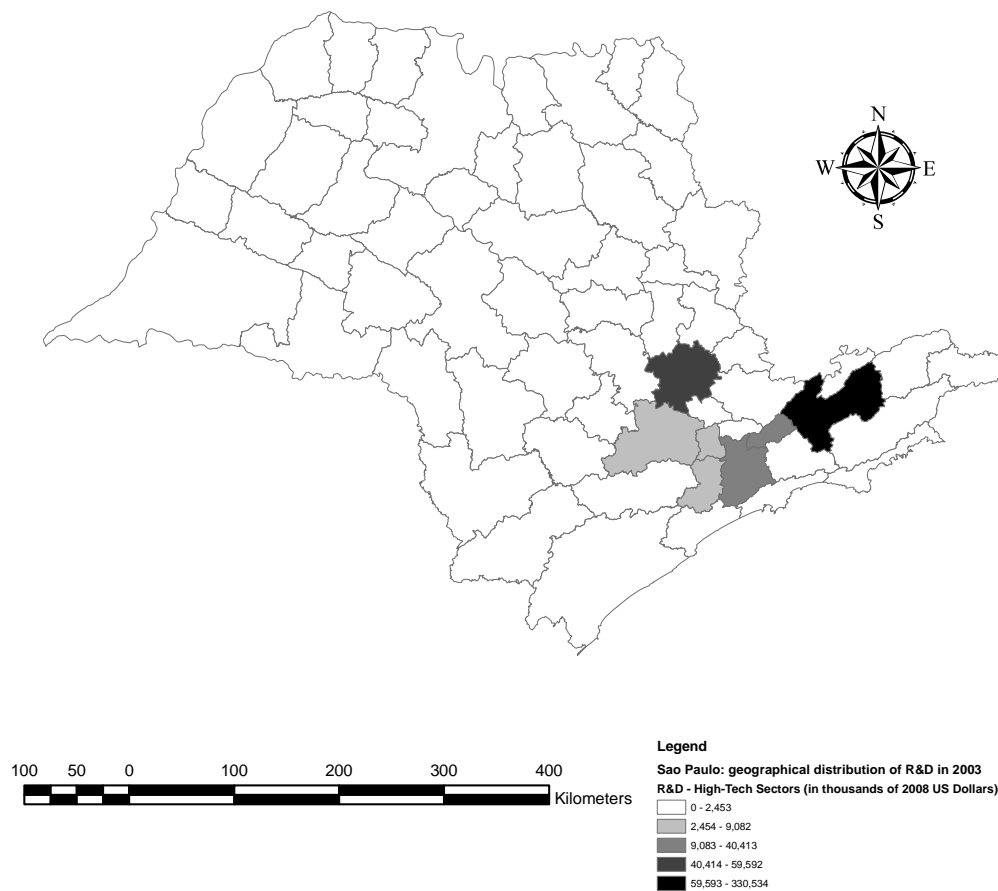 N
W E
S
100 50 0 100 200 300 400
Kilometers
Legend
Sao Paulo: geographical distribution of R&D in 2003
R&D - High-Tech Sectors (in thousands of 2008 US Dollars)
0 - 2,453
2,454 - 9,082
9,083 - 40,413
40,414 - 59,592
59,593 - 330,534